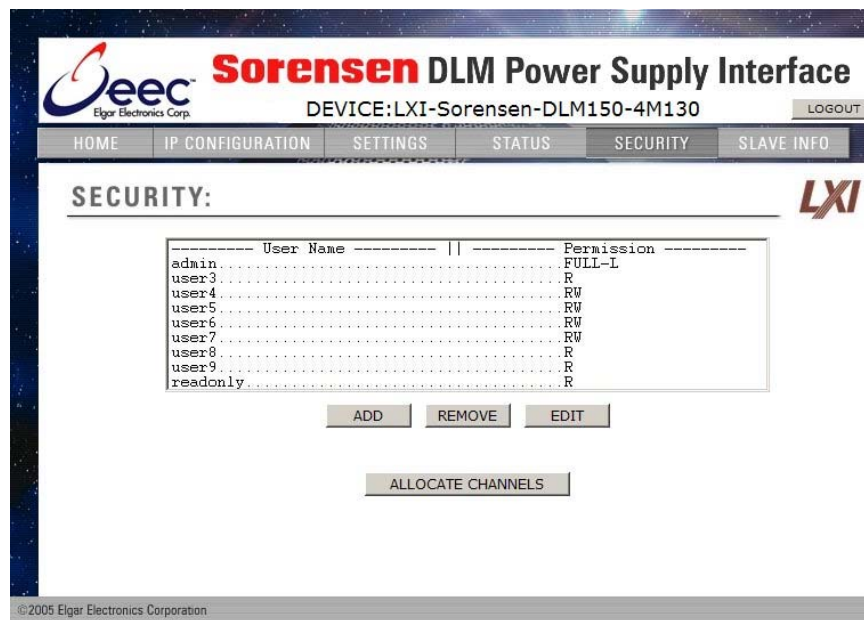 eec™
Elgar Electronics Corp.
Sorensen DLM Power Supply Interface
DEVICE:LXI-Sorensen-DLM150-4M130
LOGOUT
HOME IP CONFIGURATION SETTINGS STATUS SECURITY SLAVE INFO
SECURITY:
LXI
--------- User Name --------- || --------- Permission ---------
admin......................................FULL-L
user3......................................R
user4......................................RW
user5......................................RW
user6......................................RW
user7......................................RW
user8......................................R
user9......................................R
readonly...................................R
ADD REMOVE EDIT
ALLOCATE CHANNELS
©2005 Elgar Electronics Corporation